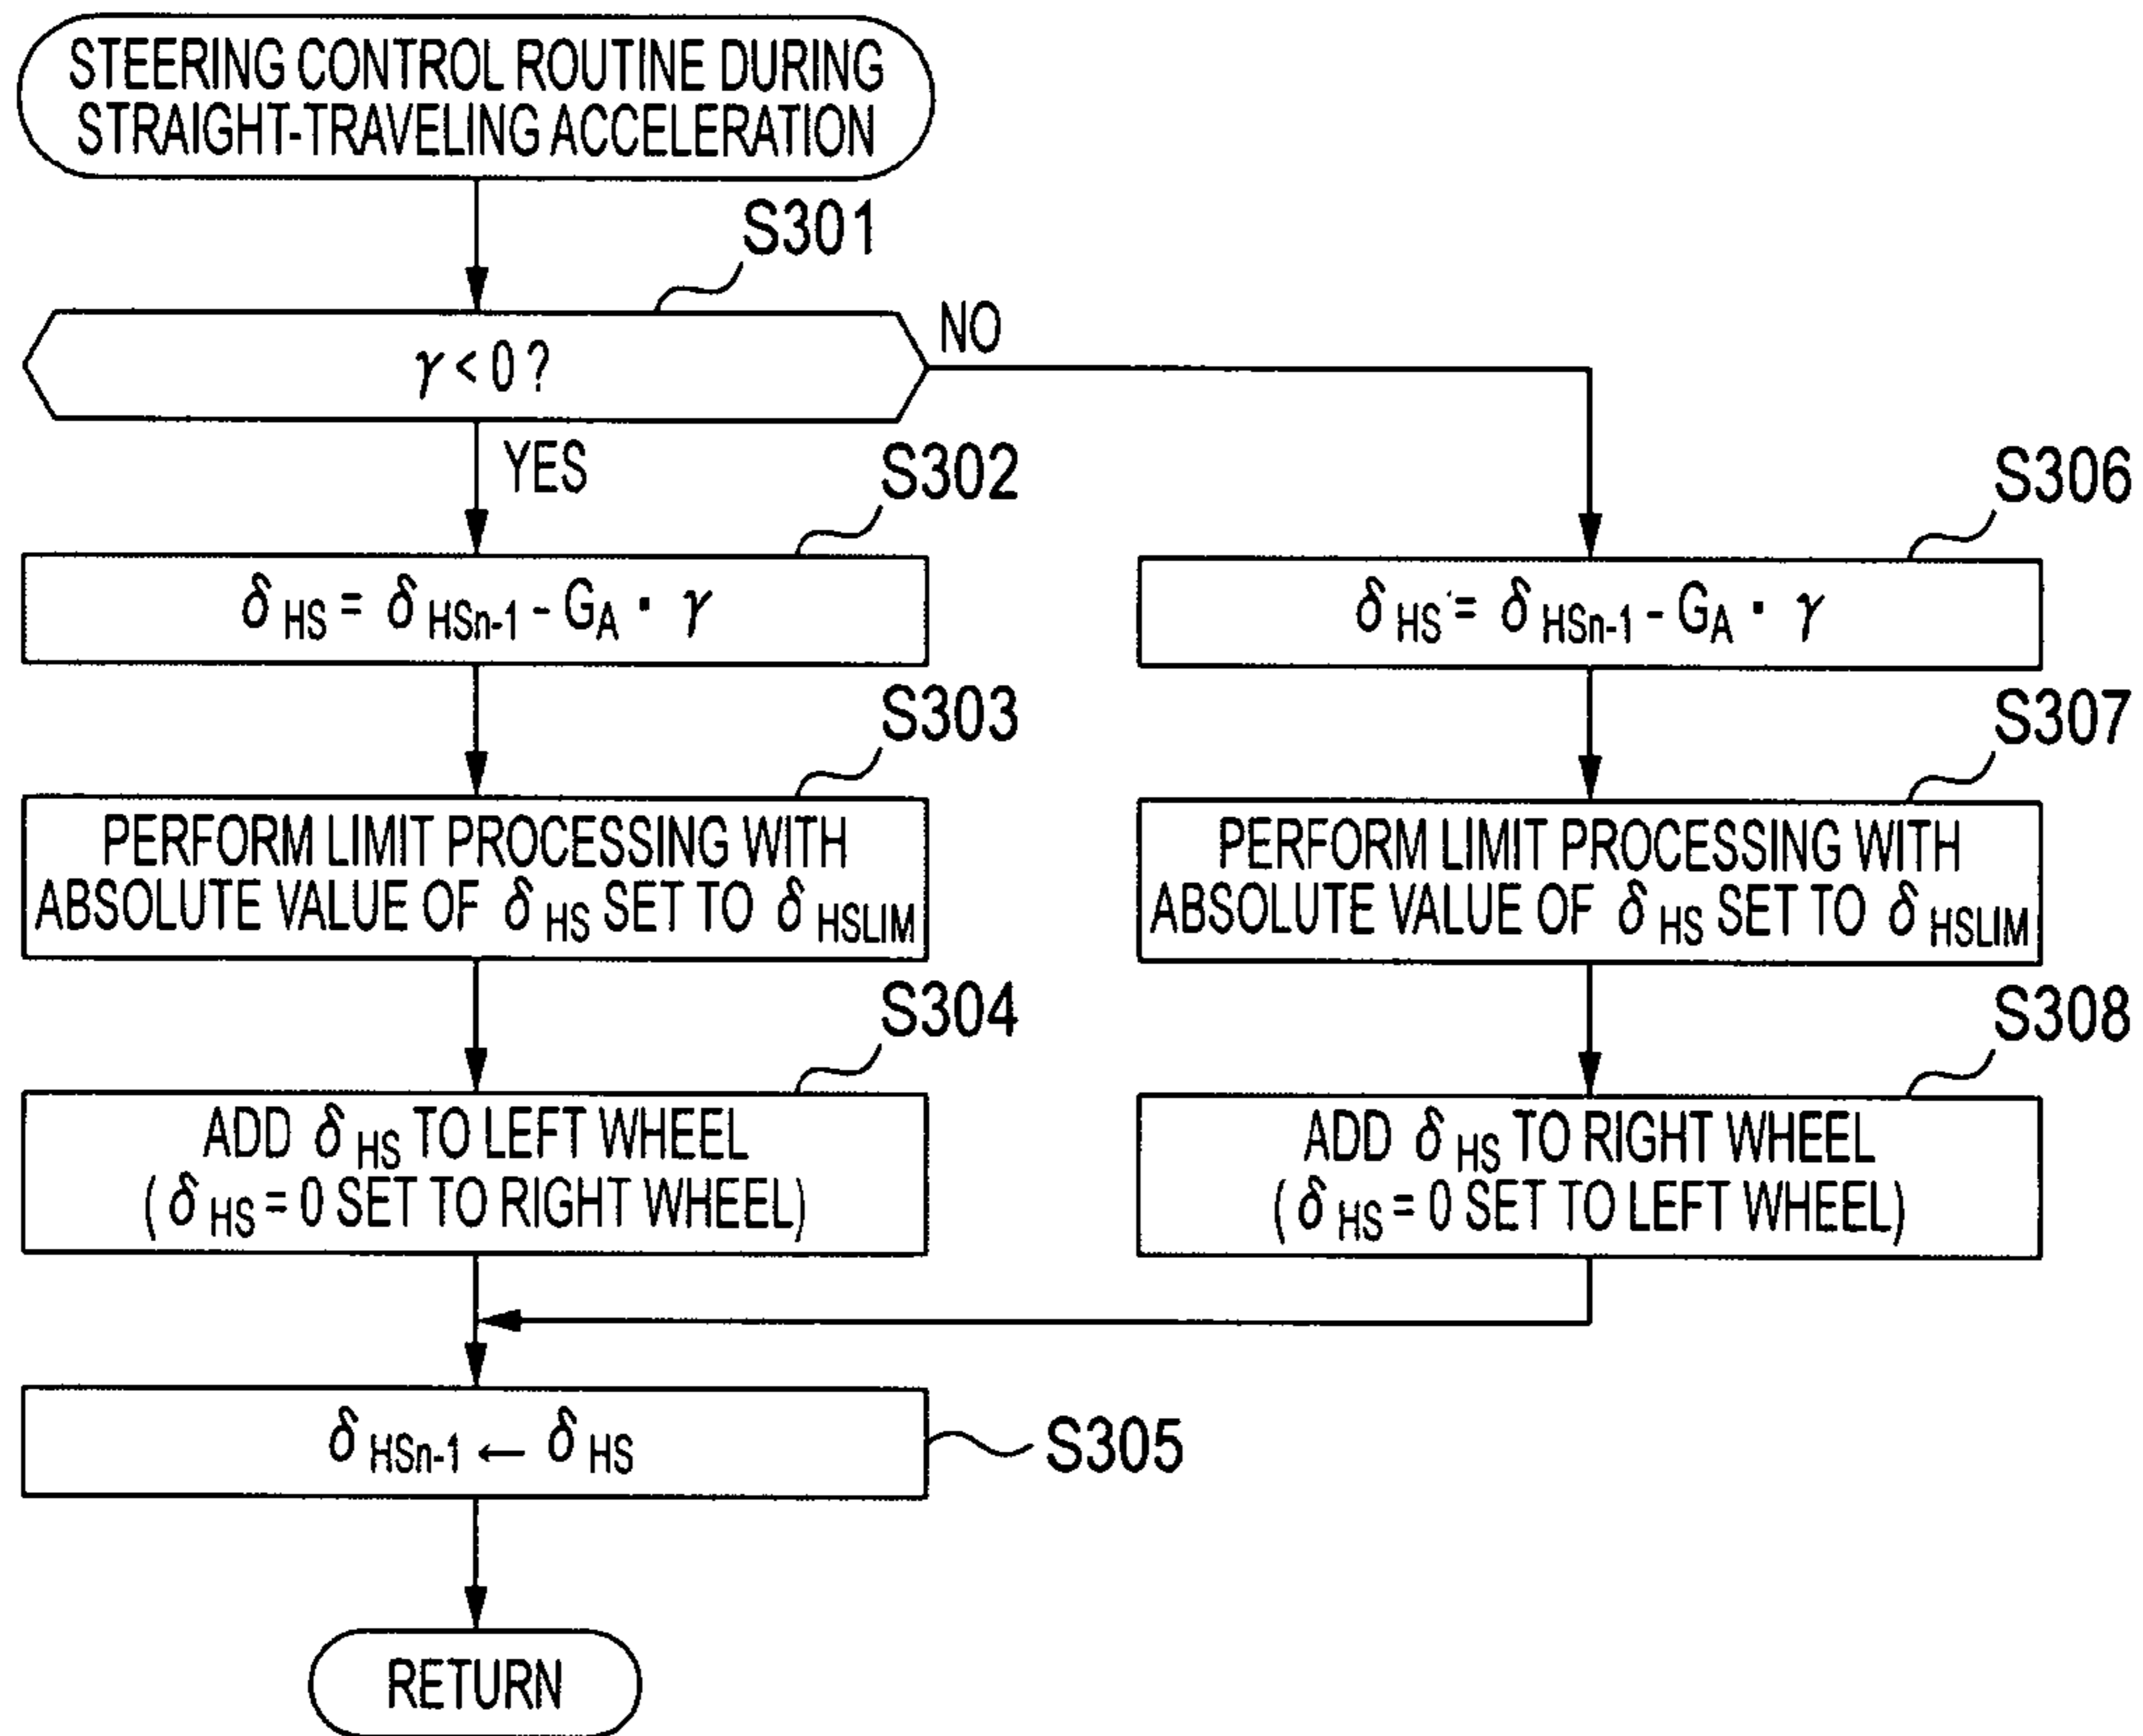 STEERING CONTROL ROUTINE DURING
STRAIGHT-TRAVELING ACCELERATION
S301
γ < 0 ?
NO
YES
S302
δ HS = δ HSn-1 - GA · γ
S303
PERFORM LIMIT PROCESSING WITH
ABSOLUTE VALUE OF δ HS SET TO δ HSLIM
S304
ADD δ HS TO LEFT WHEEL
( δ HS = 0 SET TO RIGHT WHEEL)
S306
δ HS = δ HSn-1 - GA · γ
S307
PERFORM LIMIT PROCESSING WITH
ABSOLUTE VALUE OF δ HS SET TO δ HSLIM
S308
ADD δ HS TO RIGHT WHEEL
( δ HS = 0 SET TO LEFT WHEEL)
δ HSn-1 ← δ HS
S305
RETURN